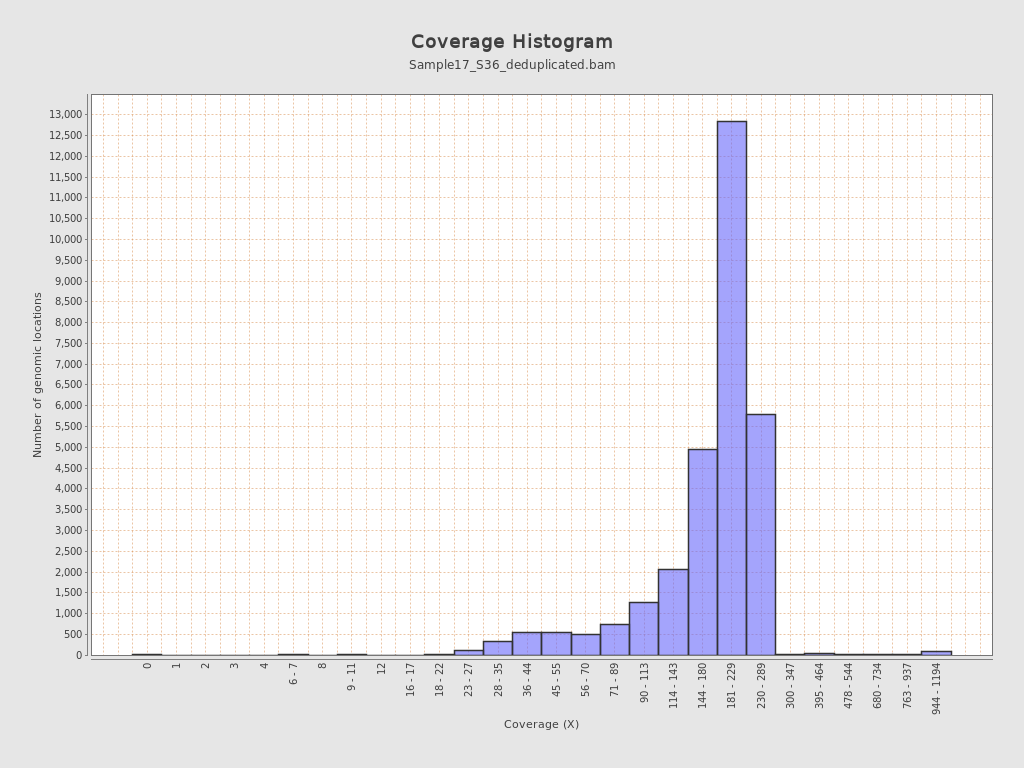 Coverage Histogram
Sample17_S36_deduplicated.bam
Number of genomic locations
13,000
12,500
12,000
11,500
11,000
10,500
10,000
9,500
9,000
8,500
8,000
7,500
7,000
6,500
6,000
5,500
5,000
4,500
4,000
3,500
3,000
2,500
2,000
1,500
1,000
500
0
0
1
2
3
4
6 - 7
8
9 - 11
12
16 - 17
18 - 22
23 - 27
28 - 35
36 - 44
45 - 55
56 - 70
71 - 89
90 - 113
114 - 143
144 - 180
181 - 229
230 - 289
300 - 347
395 - 464
478 - 544
680 - 734
763 - 937
944 - 1194
Coverage (X)